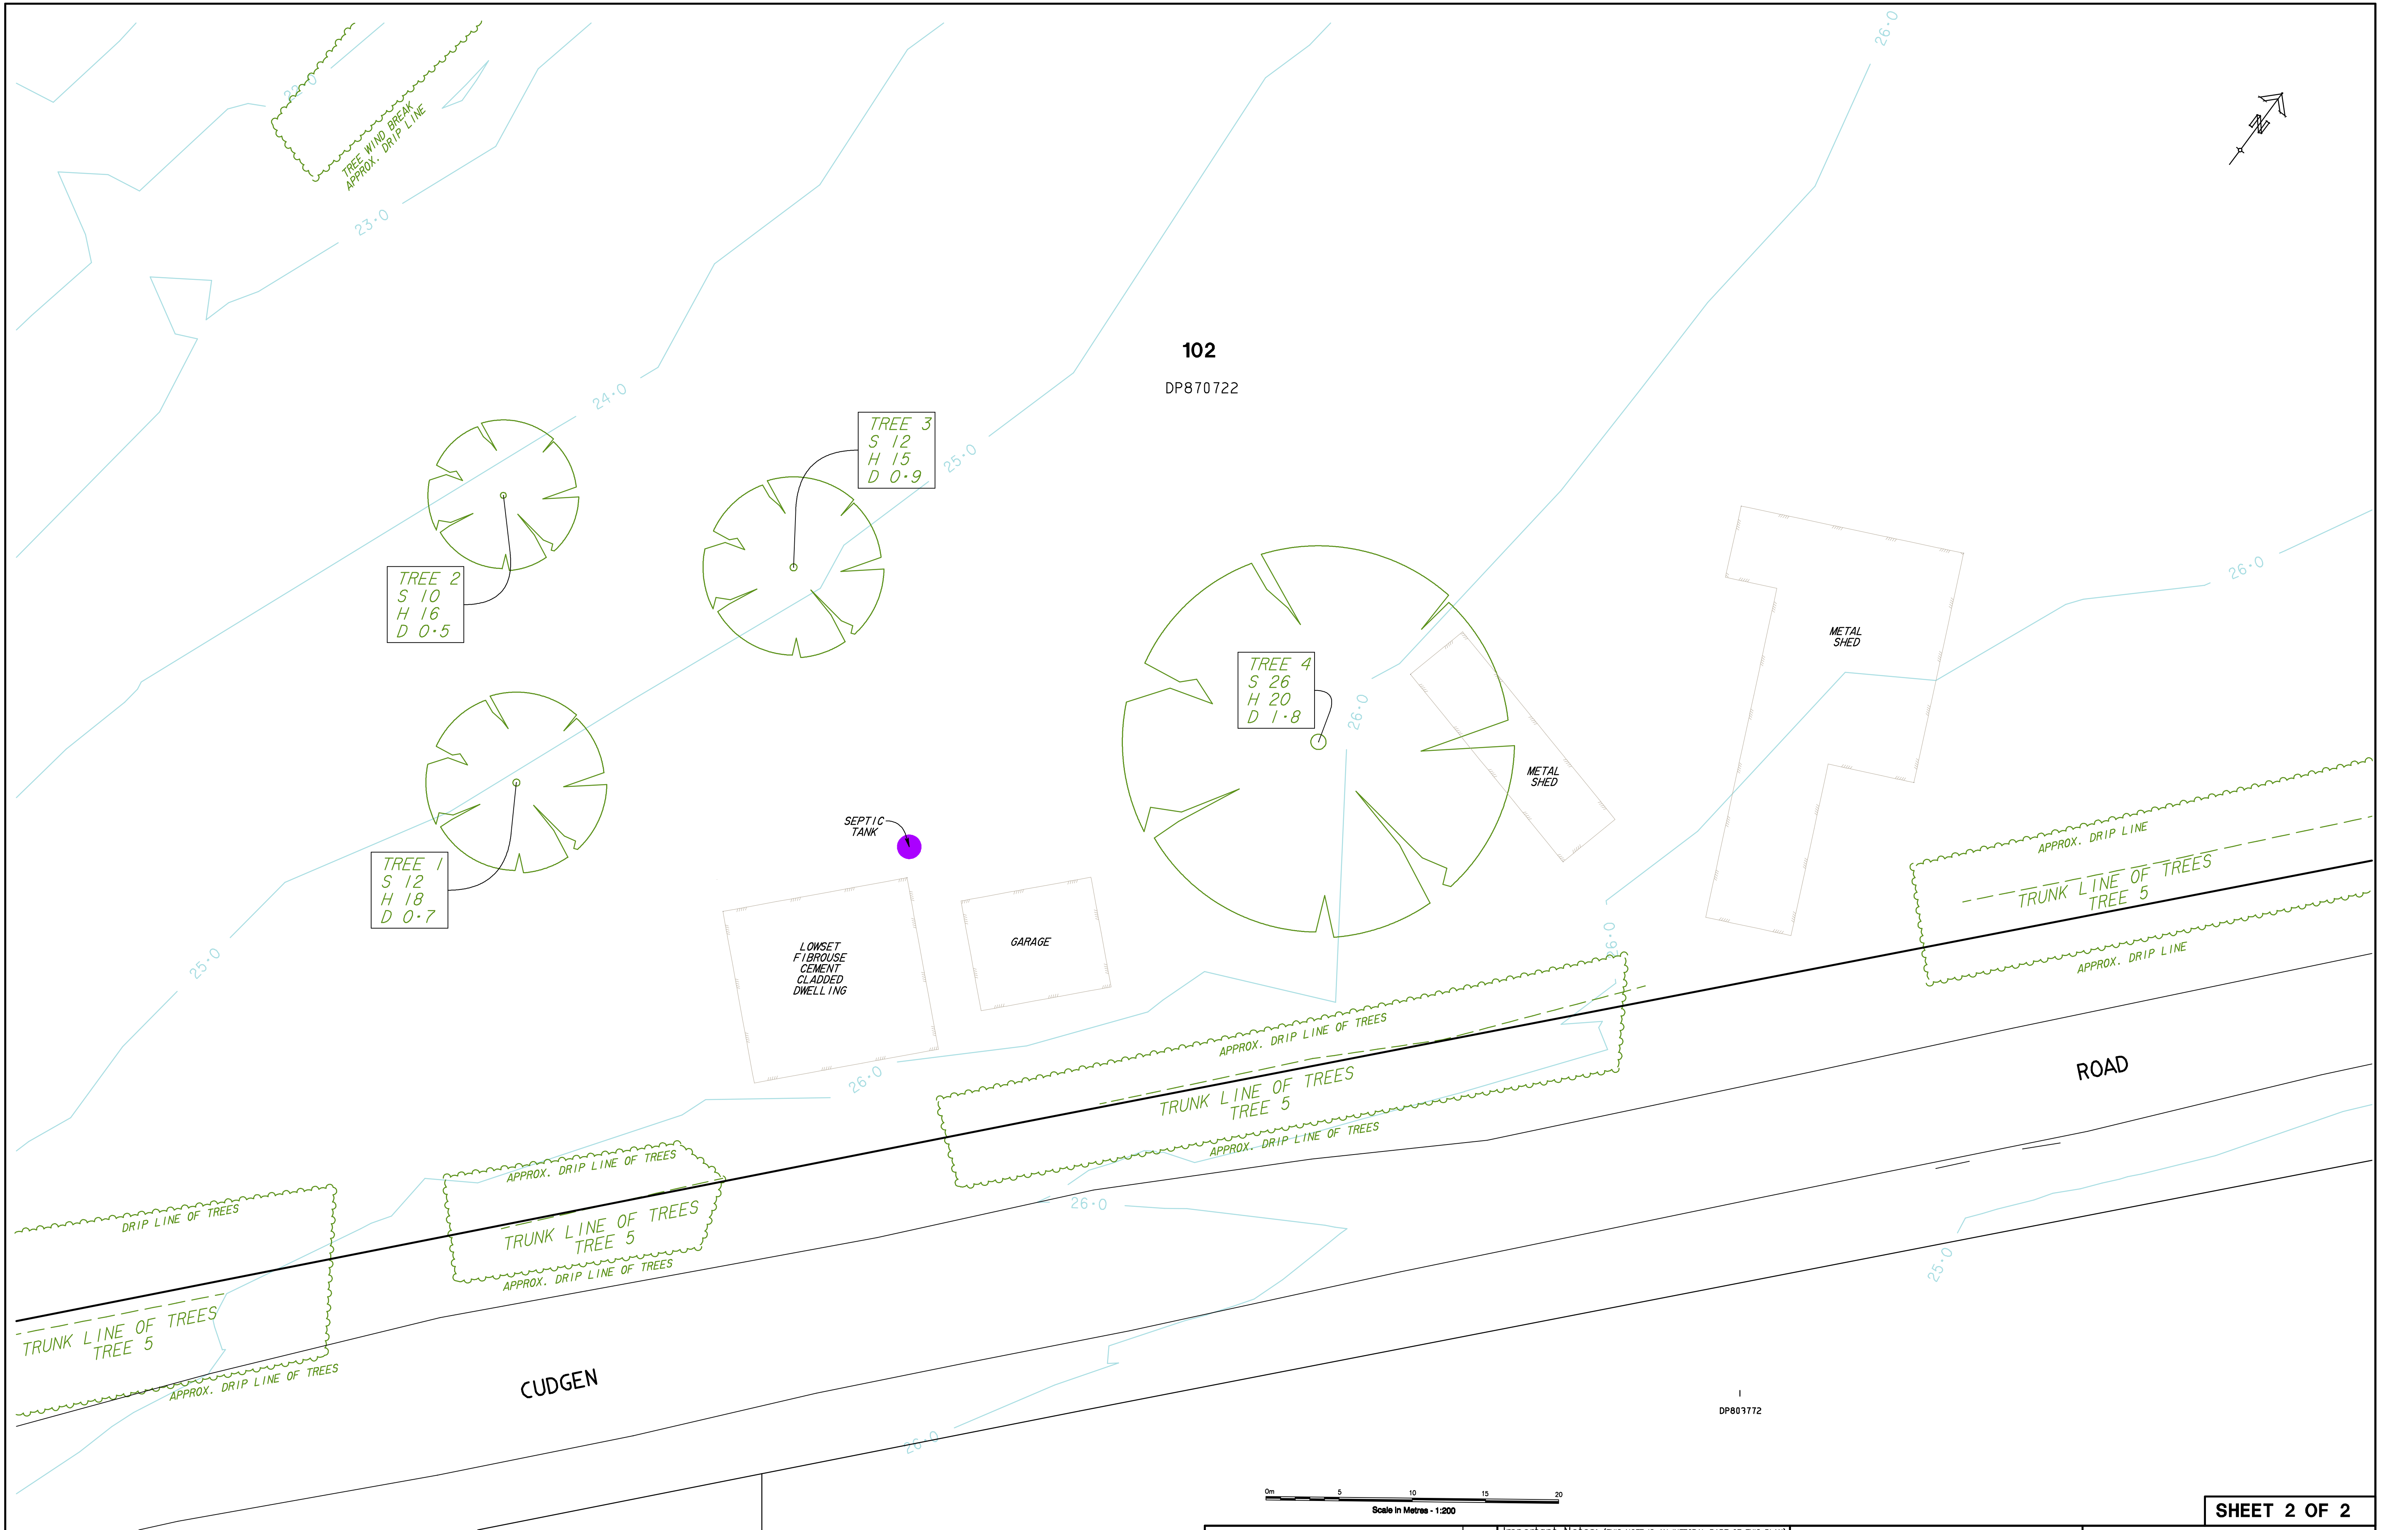 26·0
TREE WIND BREAK
APPROX. DRIP LINE
N
23·0
102
DP870722
24·0
TREE 3
S 12
H 15
D 0·9
25·0
TREE 2
S 10
H 16
D 0·5
26·0
METAL
SHED
TREE 4
S 26
H 20
D 1·8
26·0
METAL
SHED
SEPTIC
TANK
TREE 1
S 12
H 18
D 0·7
APPROX. DRIP LINE
TRUNK LINE OF TREES
TREE 5
APPROX. DRIP LINE
25·0
LOWSET
FIBROUSE
CEMENT
CLADDED
DWELLING
GARAGE
26·0
APPROX. DRIP LINE OF TREES
TRUNK LINE OF TREES
TREE 5
APPROX. DRIP LINE OF TREES
26·0
ROAD
APPROX. DRIP LINE OF TREES
TRUNK LINE OF TREES
TREE 5
APPROX. DRIP LINE OF TREES
26·0
DRIP LINE OF TREES
TRUNK LINE OF TREES
TREE 5
APPROX. DRIP LINE OF TREES
25·0
CUDGEN
26·0
1
DP803772
0m 5 10 15 20
Scale in Metres - 1:200
SHEET 2 OF 2